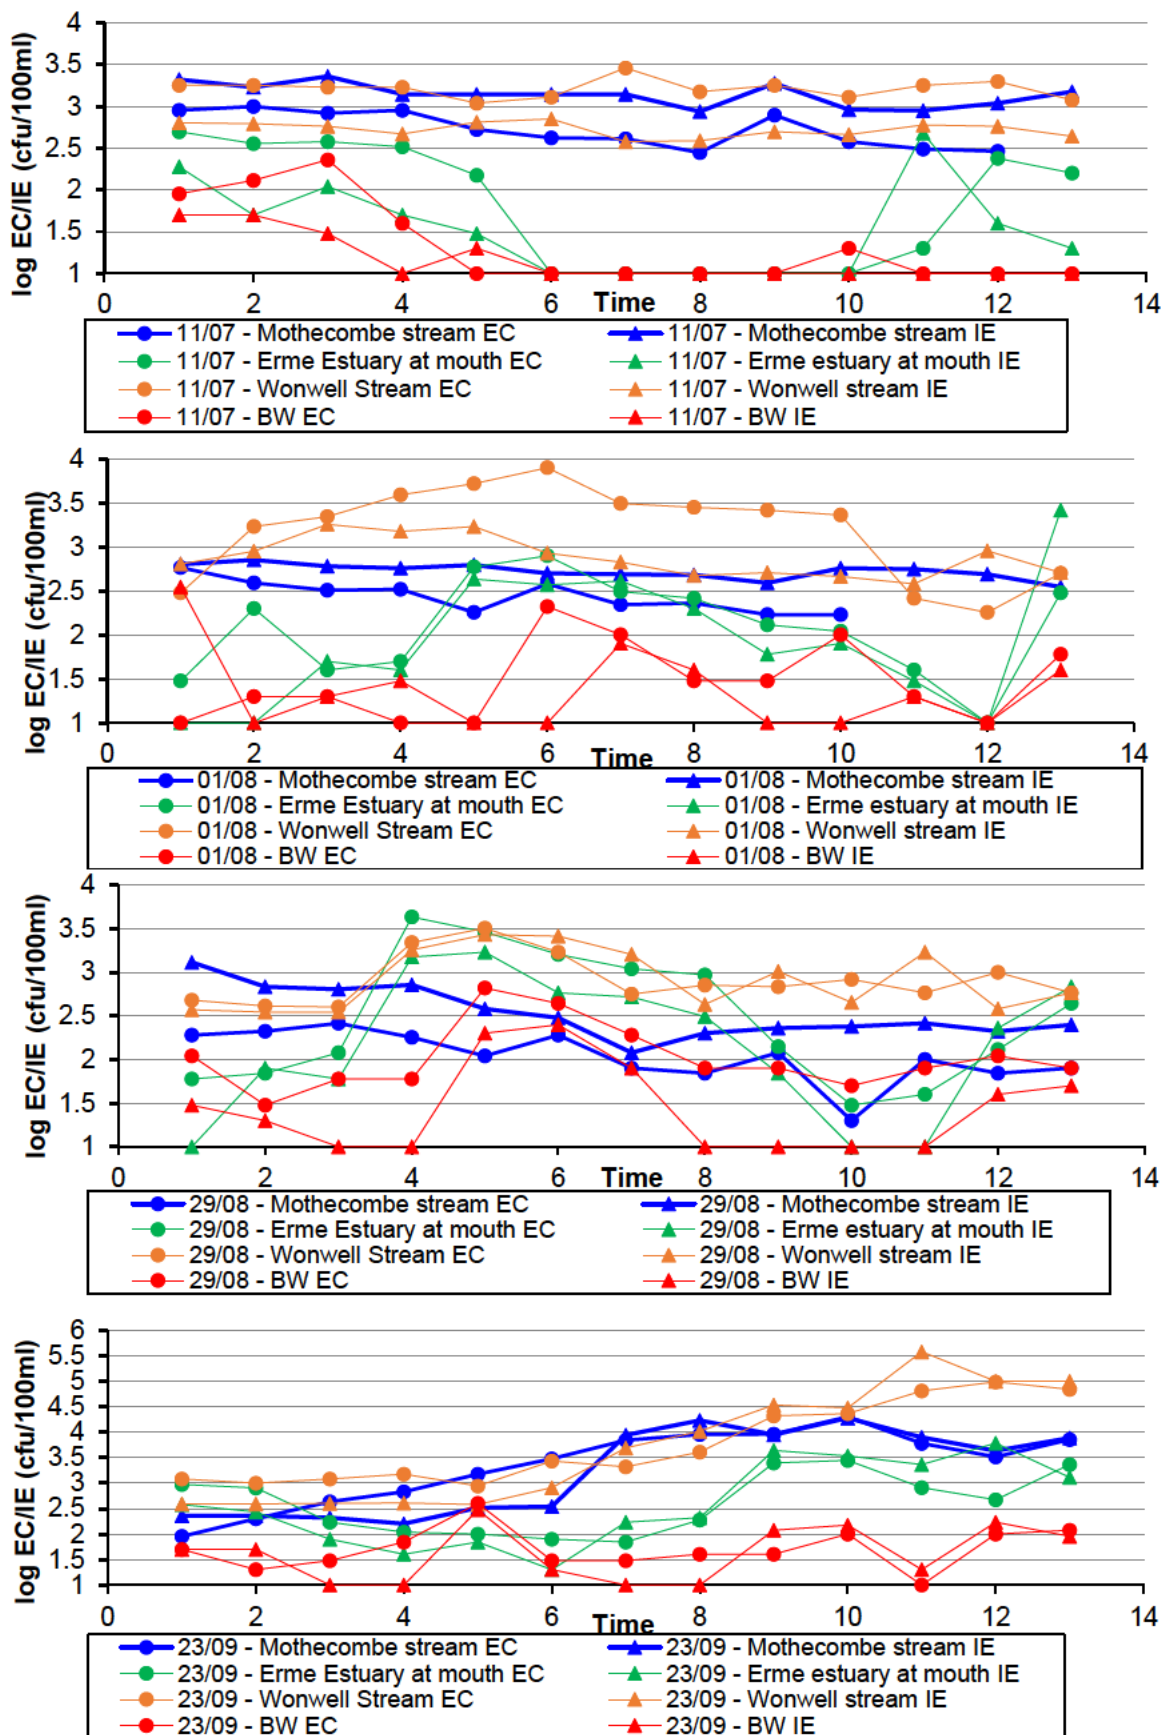 log EC/IE (cfu/100ml)
4
3.5
3
2.5
2
1.5
1
0 2 4 6 8 10 12 14
Time
11/07 - Mothecombe stream EC 11/07 - Mothecombe stream IE
11/07 - Erme Estuary at mouth EC 11/07 - Erme estuary at mouth IE
11/07 - Wonwell Stream EC 11/07 - Wonwell stream IE
11/07 - BW EC 11/07 - BW IE
log EC/IE (cfu/100ml)
4
3.5
3
2.5
2
1.5
1
0 2 4 6 8 10 12 14
Time
01/08 - Mothecombe stream EC 01/08 - Mothecombe stream IE
01/08 - Erme Estuary at mouth EC 01/08 - Erme estuary at mouth IE
01/08 - Wonwell Stream EC 01/08 - Wonwell stream IE
01/08 - BW EC 01/08 - BW IE
log EC/IE (cfu/100ml)
4
3.5
3
2.5
2
1.5
1
0 2 4 6 8 10 12 14
Time
29/08 - Mothecombe stream EC 29/08 - Mothecombe stream IE
29/08 - Erme Estuary at mouth EC 29/08 - Erme estuary at mouth IE
29/08 - Wonwell Stream EC 29/08 - Wonwell stream IE
29/08 - BW EC 29/08 - BW IE
log EC/IE (cfu/100ml)
6
5.5
5
4.5
4
3.5
3
2.5
2
1.5
1
0 2 4 6 8 10 12 14
Time
23/09 - Mothecombe stream EC 23/09 - Mothecombe stream IE
23/09 - Erme Estuary at mouth EC 23/09 - Erme estuary at mouth IE
23/09 - Wonwell Stream EC 23/09 - Wonwell stream IE
23/09 - BW EC 23/09 - BW IE